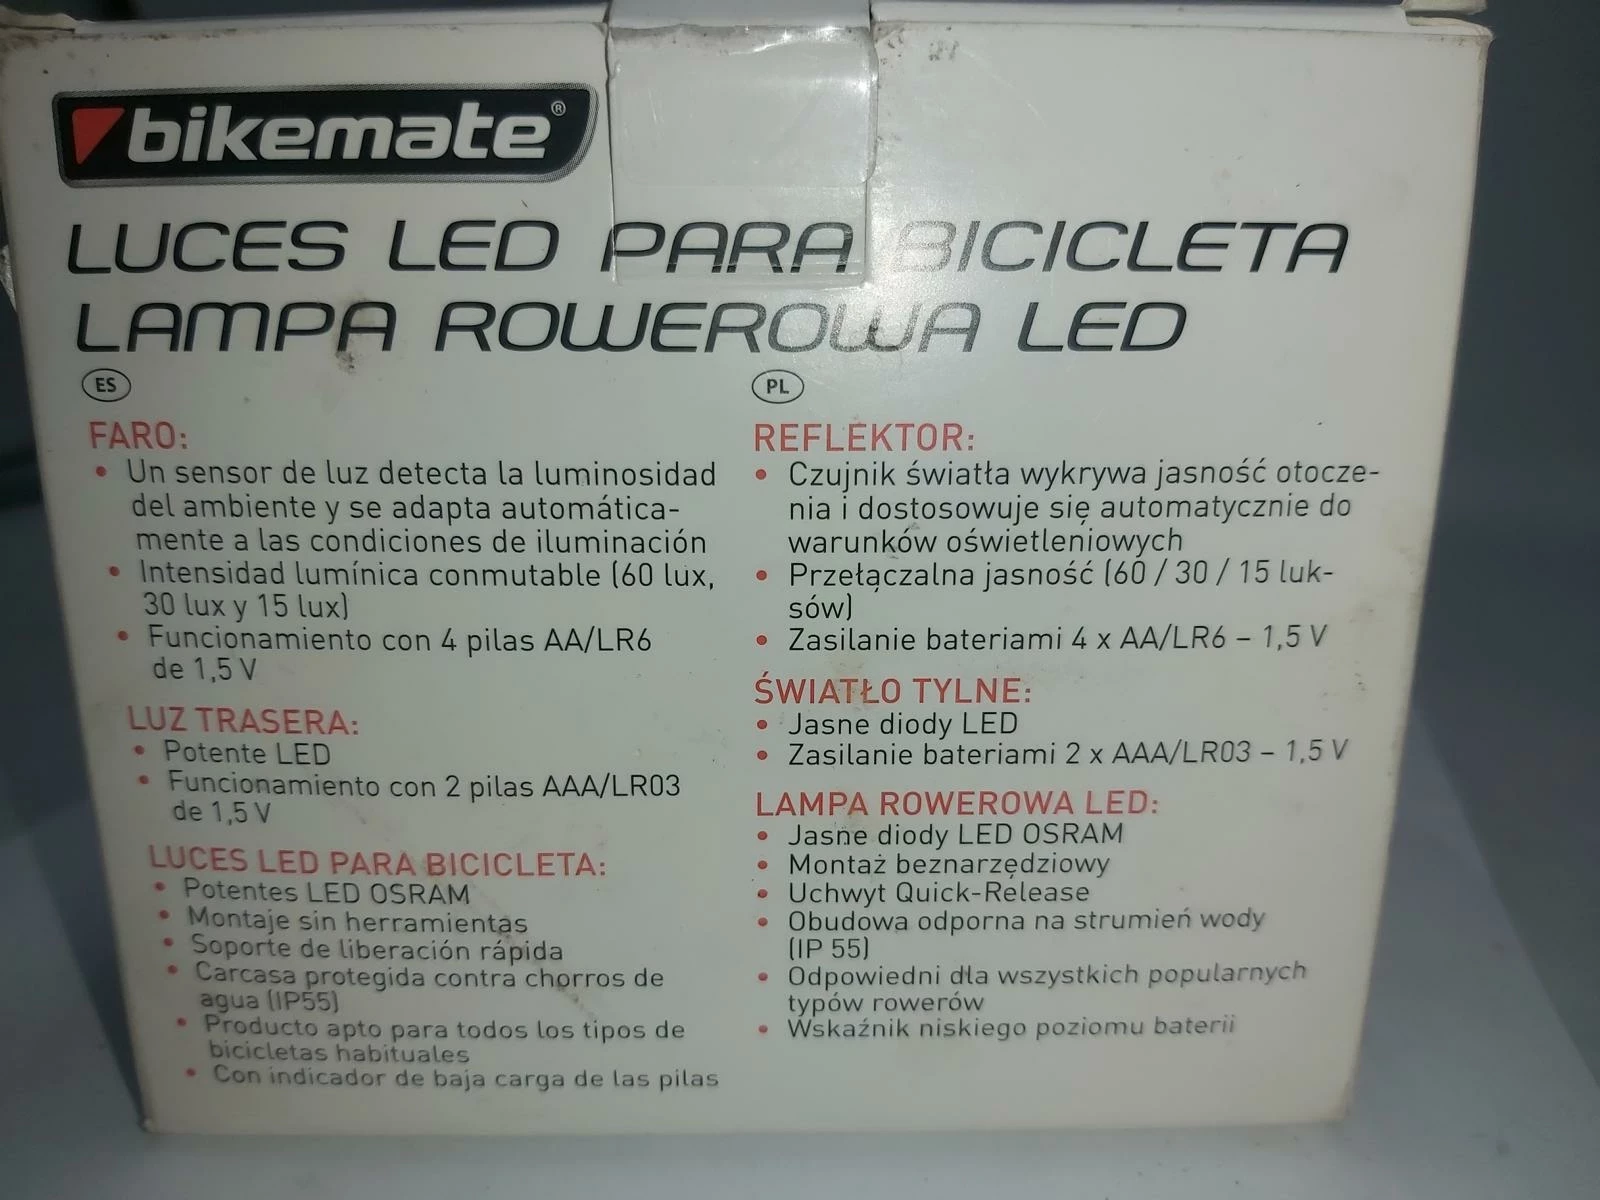 bikemate®
LUCES LED PARA BICICLETA
LAMPA ROWEROWA LED
ES
FARO:
• Un sensor de luz detecta la luminosidad
del ambiente y se adapta automática-
mente a las condiciones de iluminación
• Intensidad lumínica conmutable (60 lux,
30 lux y 15 lux)
• Funcionamiento con 4 pilas AA/LR6
de 1,5 V
LUZ TRASERA:
• Potente LED
• Funcionamiento con 2 pilas AAA/LR03
de 1,5 V
LUCES LED PARA BICICLETA:
• Potentes LED OSRAM
• Montaje sin herramientas
• Soporte de liberación rápida
• Carcasa protegida contra chorros de
agua (IP55)
• Producto apto para todos los tipos de
bicicletas habituales
• Con indicador de baja carga de las pilas
PL
REFLEKTOR:
• Czujnik światła wykrywa jasność otocze-
nia i dostosowuje się automatycznie do
warunków oświetleniowych
• Przełączalna jasność (60 / 30 / 15 luk-
sów)
• Zasilanie bateriami 4 x AA/LR6 – 1,5 V
ŚWIATŁO TYLNE:
• Jasne diody LED
• Zasilanie bateriami 2 x AAA/LR03 – 1,5 V
LAMPA ROWEROWA LED:
• Jasne diody LED OSRAM
• Montaż beznarzędziowy
• Uchwyt Quick-Release
• Obudowa odporna na strumień wody
(IP 55)
• Odpowiedni dla wszystkich popularnych
typów rowerów
• Wskaźnik niskiego poziomu baterii